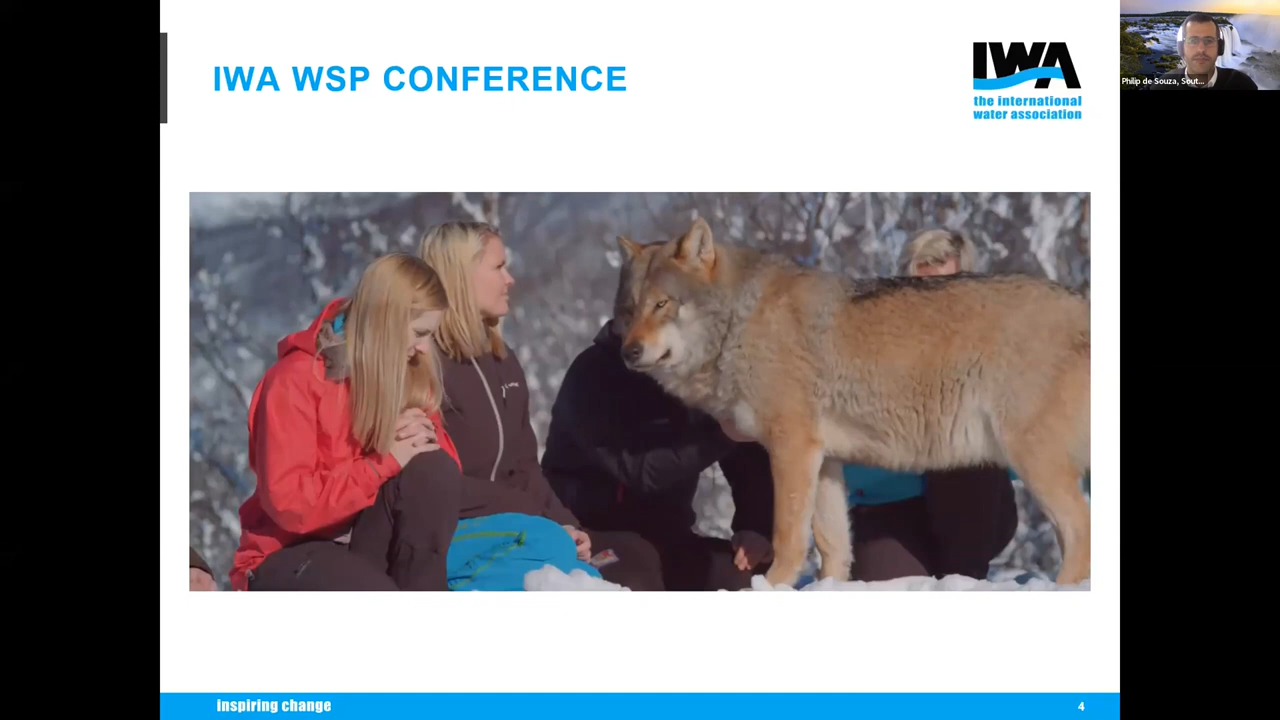 IWA WSP CONFERENCE
IWA
the international
water association
Philip de Souza, Sout...
inspiring change
4